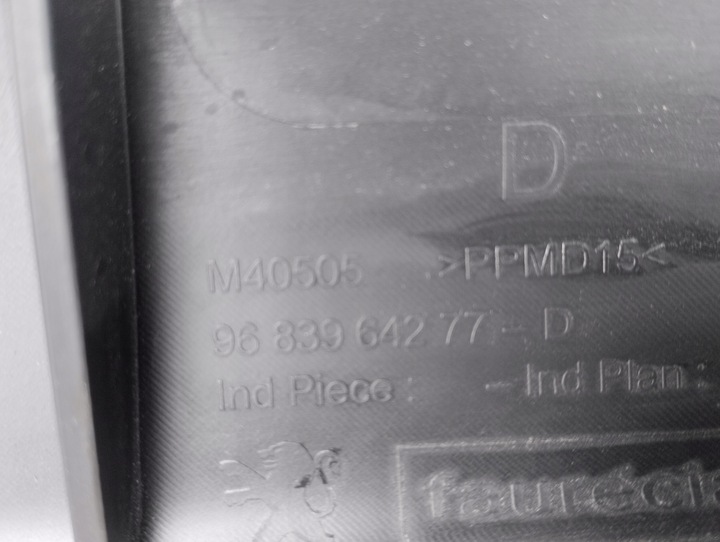 D
M40505 .>PPMD15<
96 839 642 77 - D
Ind Piece : - Ind Plan :
faurecia